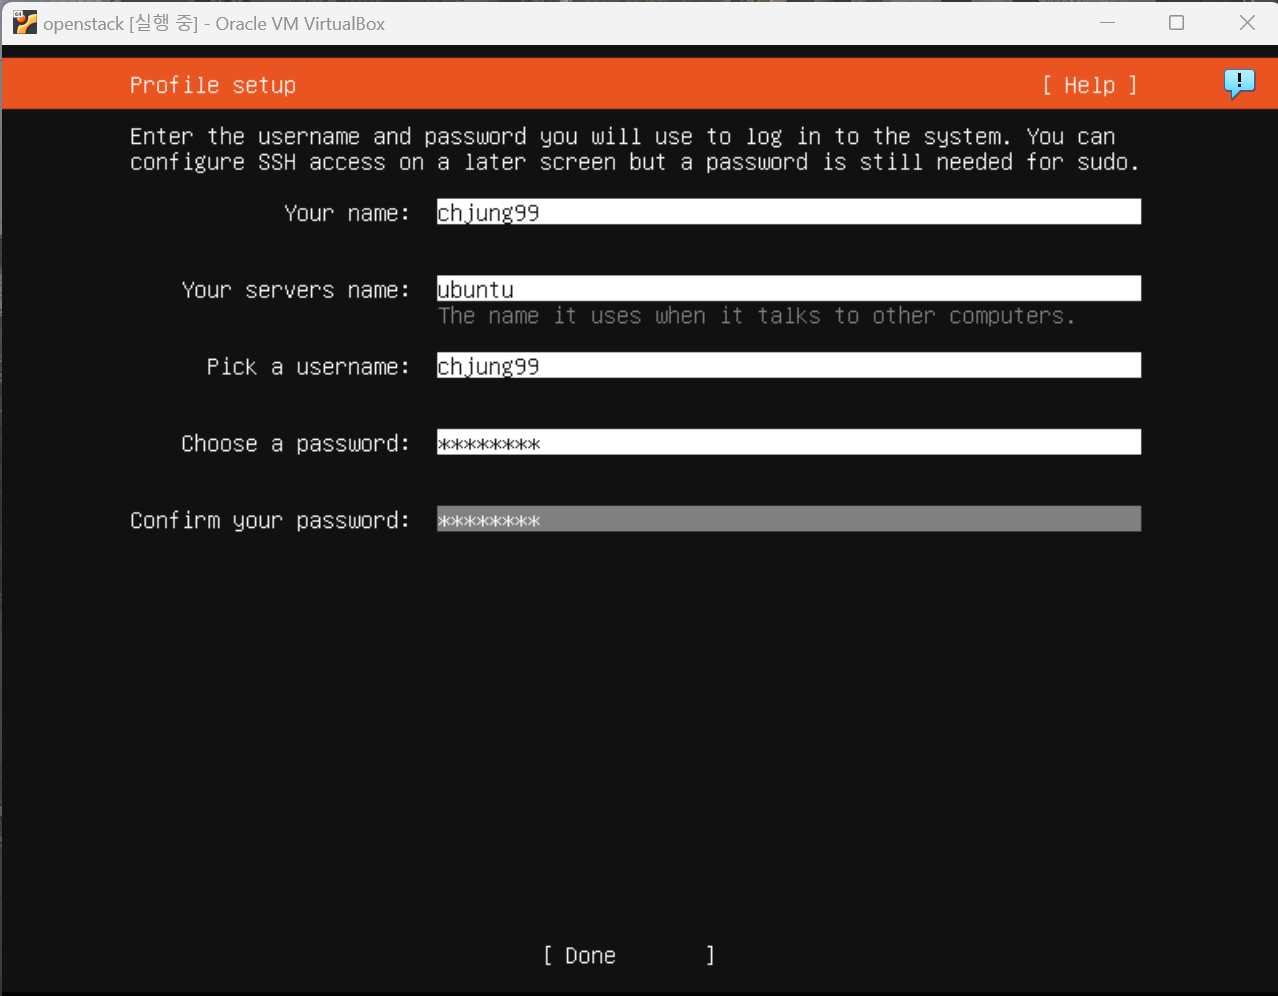 openstack [실행 중] - Oracle VM VirtualBox
Profile setup [ Help ]
Enter the username and password you will use to log in to the system. You can
configure SSH access on a later screen but a password is still needed for sudo.
Your name: chjung99
Your servers name: ubuntu
The name it uses when it talks to other computers.
Pick a username: chjung99
Choose a password: ********
Confirm your password: ********
[ Done ]